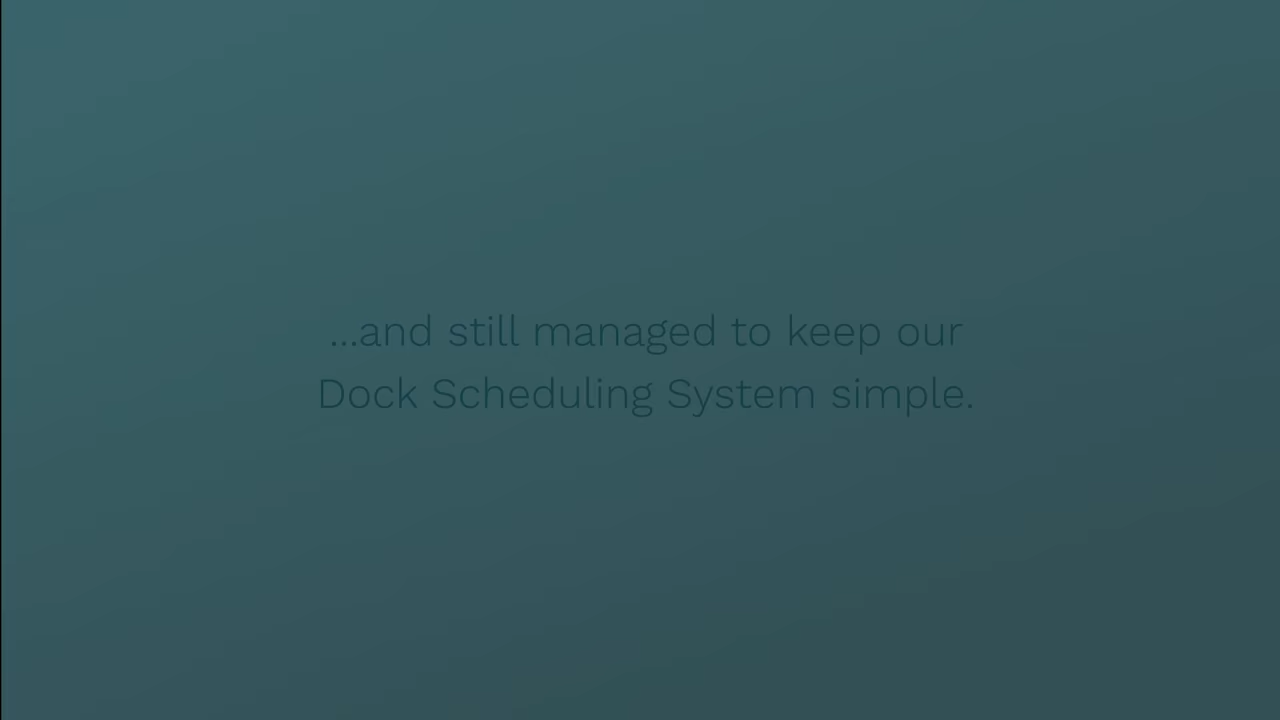 ...and still managed to keep our
Dock Scheduling System simple.